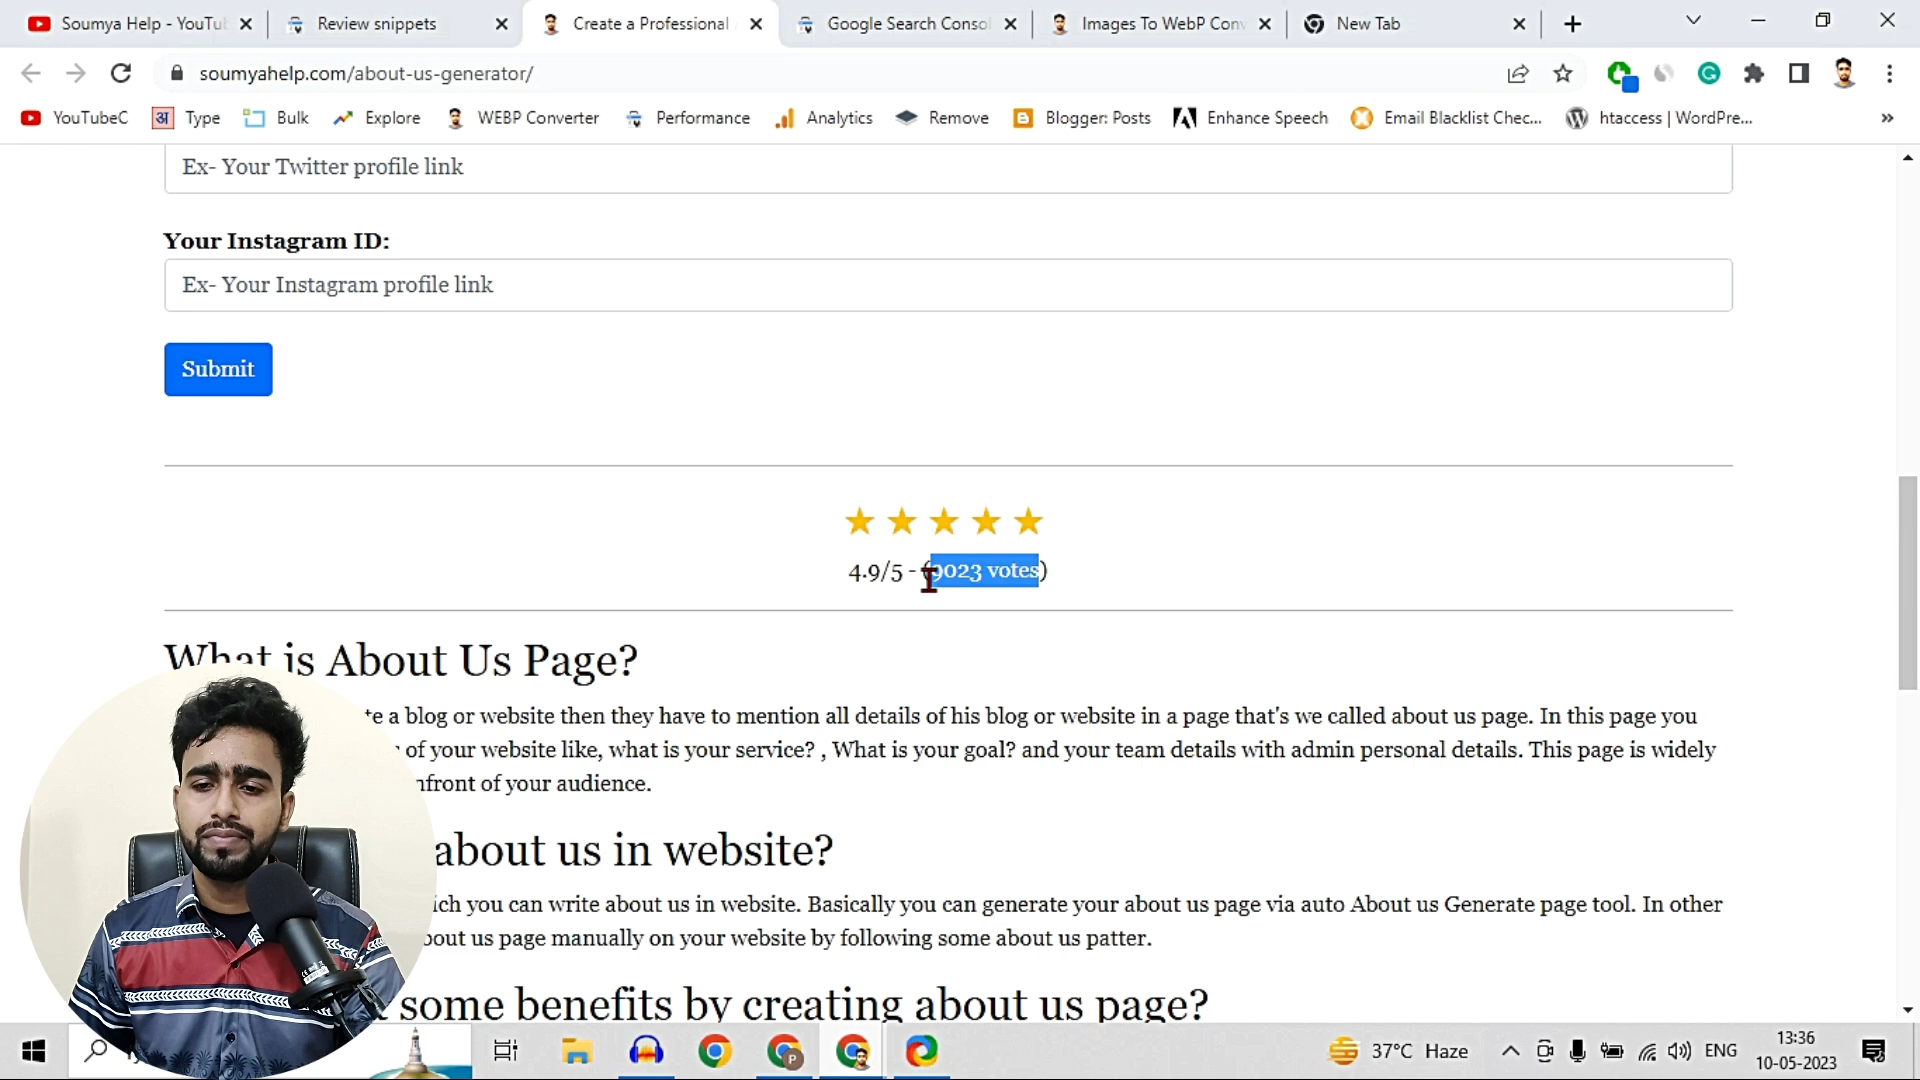 Soumya Help - YouTu
Review snippets
Create a Professional
Google Search Conso
Images To WebP Conv
New Tab
soumyahelp.com/about-us-generator/
YouTubeC
Type
Bulk
Explore
WEBP Converter
Performance
Analytics
Remove
Blogger: Posts
Enhance Speech
Email Blacklist Chec...
htaccess | WordPre...
»
Ex- Your Twitter profile link
Your Instagram ID:
Ex- Your Instagram profile link
Submit
4.9/5 - (9023 votes)
What is About Us Page?
te a blog or website then they have to mention all details of his blog or website in a page that's we called about us page. In this page you
of your website like, what is your service? , What is your goal? and your team details with admin personal details. This page is widely
nfront of your audience.
about us in website?
ich you can write about us in website. Basically you can generate your about us page via auto About us Generate page tool. In other
bout us page manually on your website by following some about us patter.
some benefits by creating about us page?
37°C Haze
ENG
13:36
10-05-2023